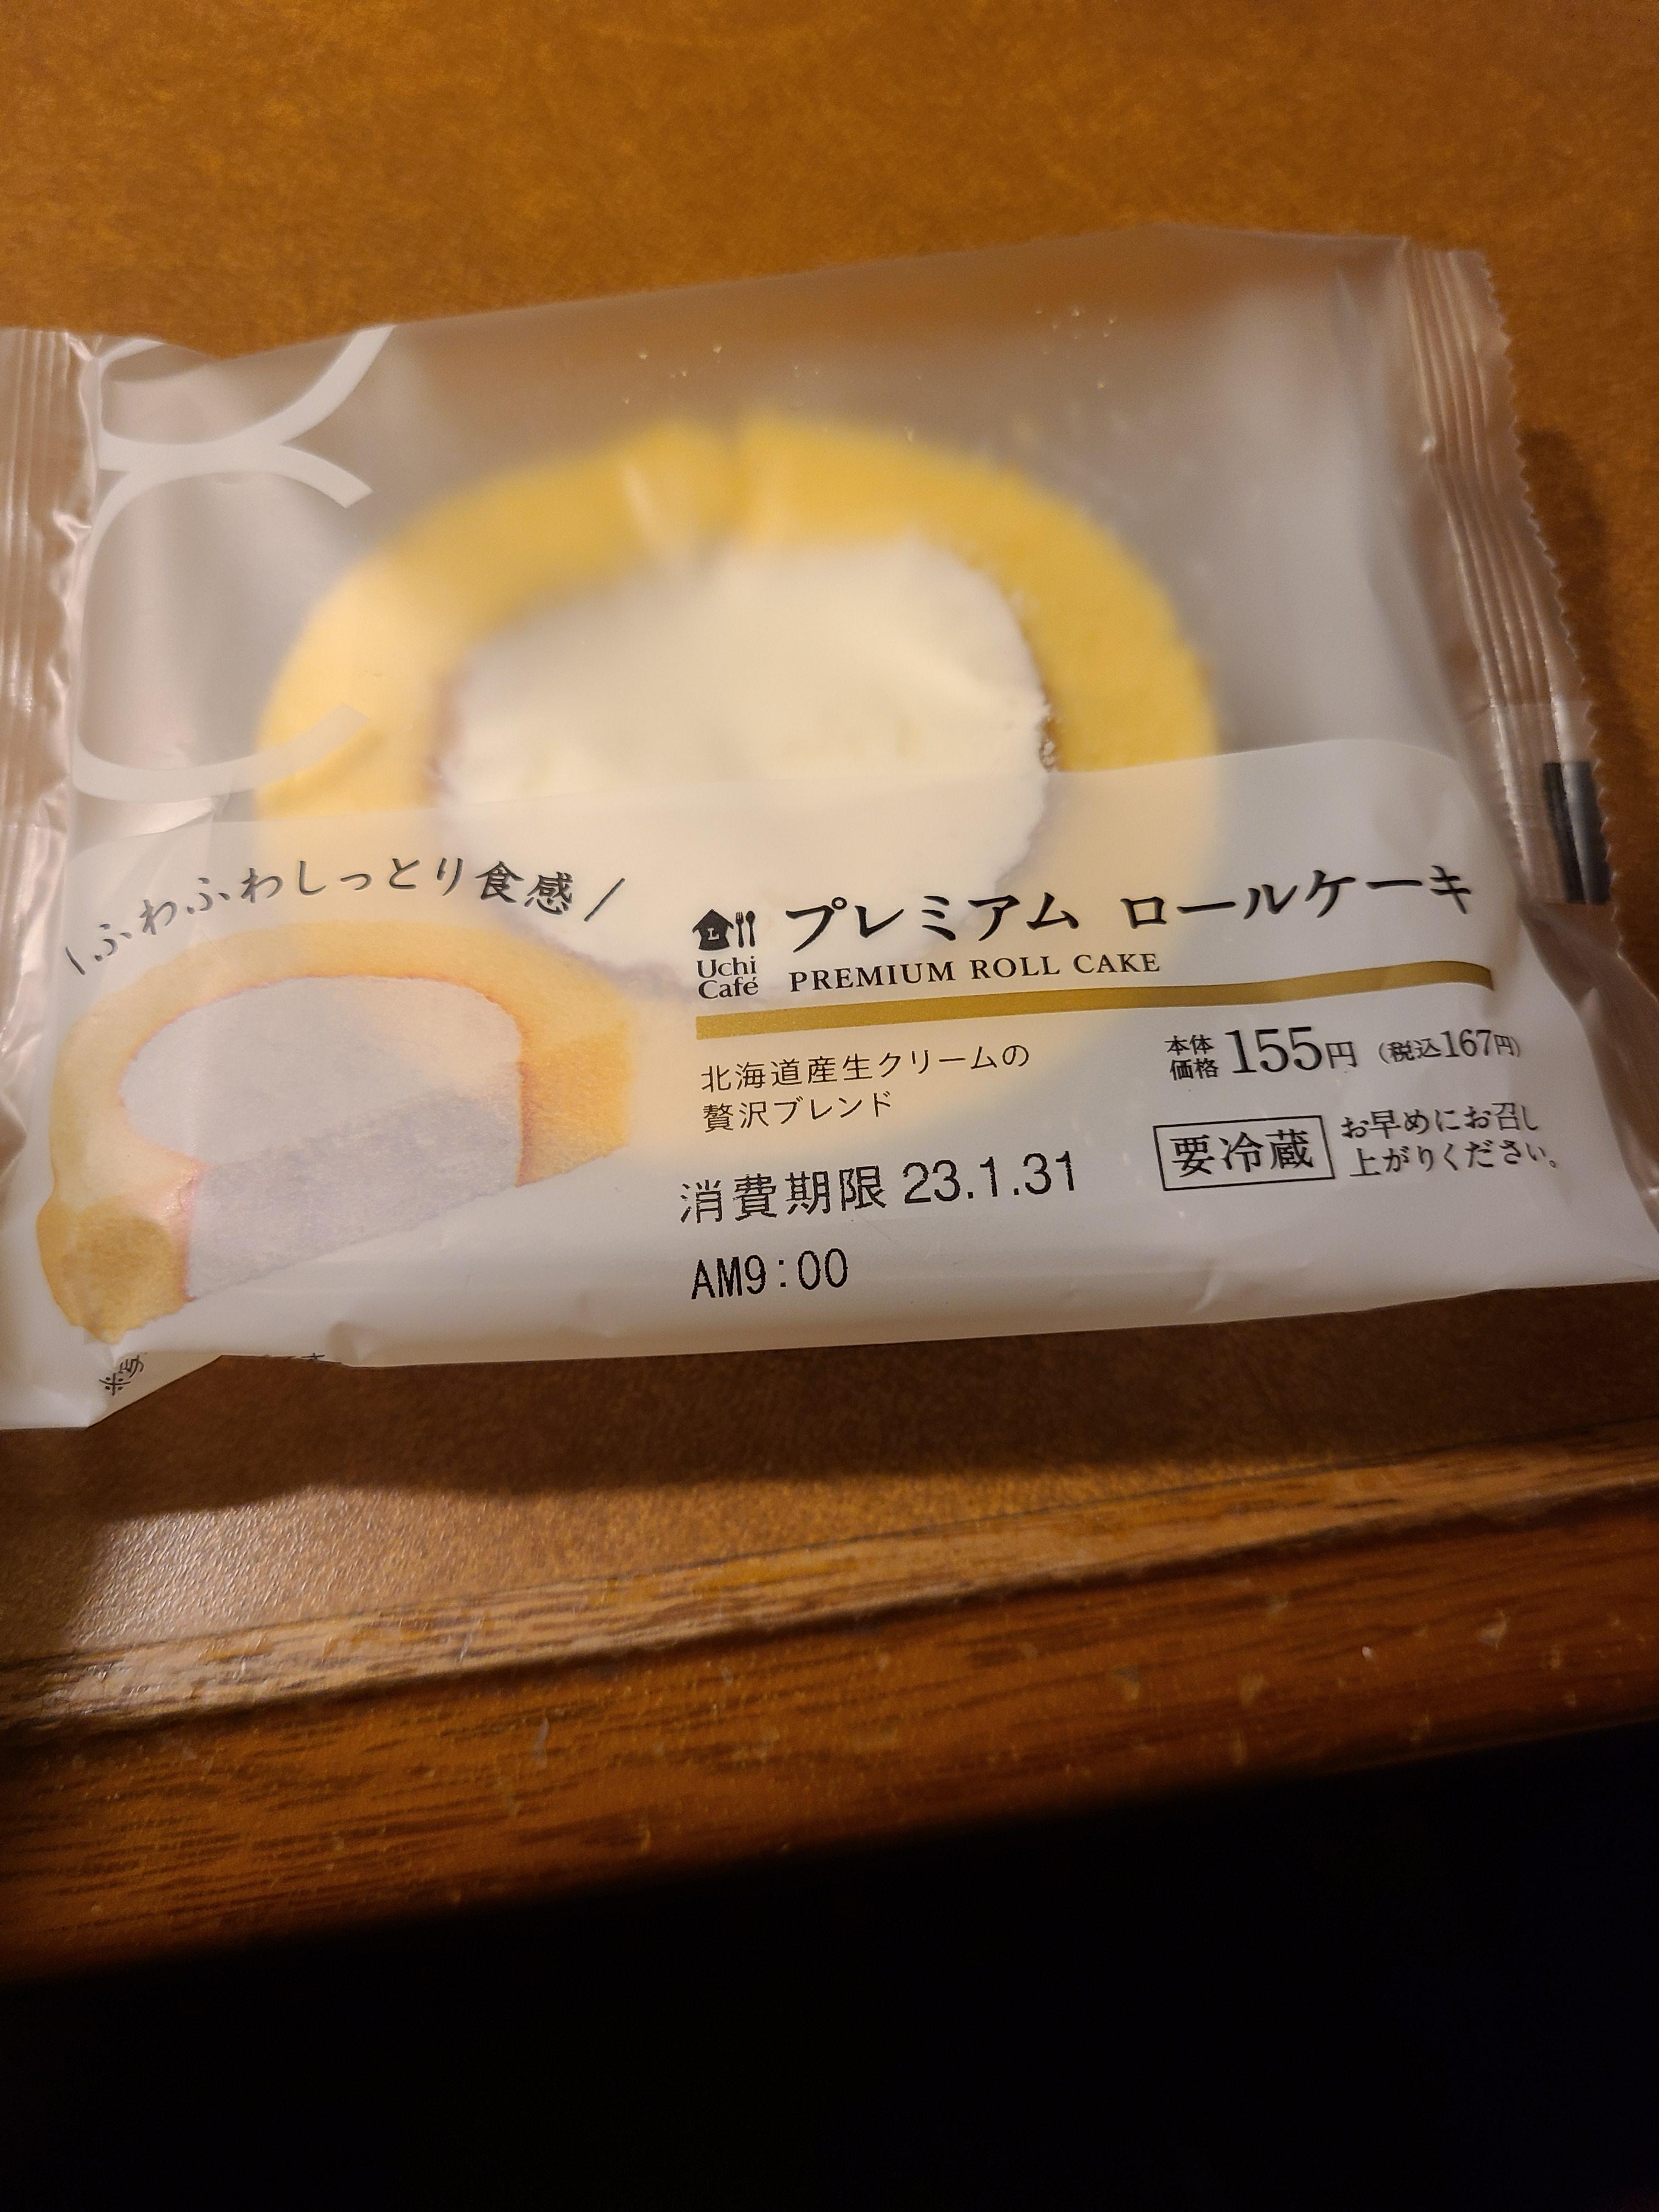 ふわふわしっとり食感
L
Uchi
Café
プレミアム ロールケーキ
PREMIUM ROLL CAKE
北海道産生クリームの
贅沢ブレンド
本体
価格
155円 (税込167円)
要冷蔵
お早めにお召し
上がりください。
消費期限 23.1.31
AM9:00